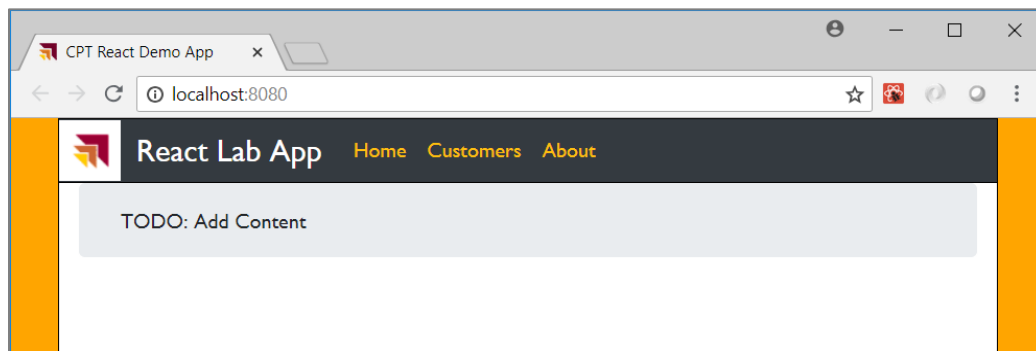 CPT React Demo App
localhost:8080
React Lab App Home Customers About
TODO: Add Content